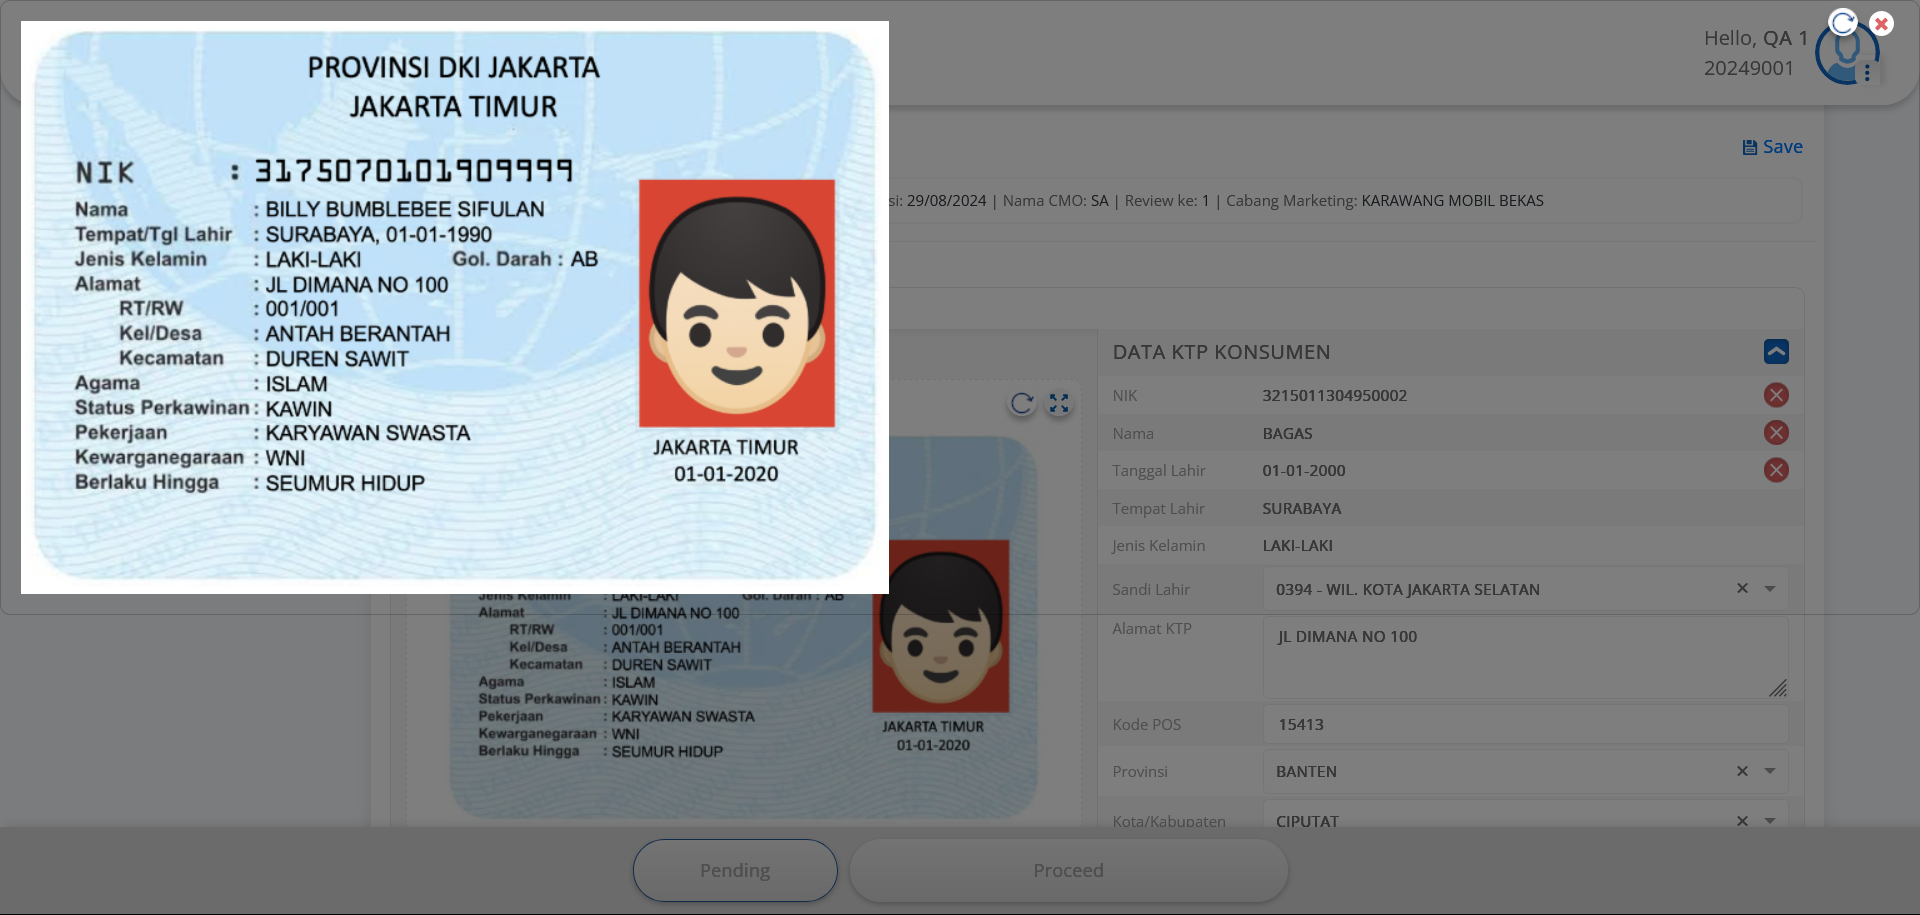 PROVINSI DKI JAKARTA
JAKARTA TIMUR
NIK : 3175070101909999
Nama : BILLY BUMBLEBEE SIFULAN
Tempat/Tgl Lahir : SURABAYA, 01-01-1990
Jenis Kelamin : LAKI-LAKI Gol. Darah : AB
Alamat : JL DIMANA NO 100
RT/RW : 001/001
Kel/Desa : ANTAH BERANTAH
Kecamatan : DUREN SAWIT
Agama : ISLAM
Status Perkawinan : KAWIN
Pekerjaan : KARYAWAN SWASTA
Kewarganegaraan : WNI
Berlaku Hingga : SEUMUR HIDUP
JAKARTA TIMUR
01-01-2020
Hello, QA 1
20249001
Save
si: 29/08/2024 | Nama CMO: SA | Review ke: 1 | Cabang Marketing: KARAWANG MOBIL BEKAS
Jenis Kelamin : LAKI-LAKI Gol. Darah : AB
Alamat : JL DIMANA NO 100
RT/RW : 001/001
Kel/Desa : ANTAH BERANTAH
Kecamatan : DUREN SAWIT
Agama : ISLAM
Status Perkawinan : KAWIN
Pekerjaan : KARYAWAN SWASTA
Kewarganegaraan : WNI
Berlaku Hingga : SEUMUR HIDUP
JAKARTA TIMUR
01-01-2020
DATA KTP KONSUMEN
NIK 3215011304950002
Nama BAGAS
Tanggal Lahir 01-01-2000
Tempat Lahir SURABAYA
Jenis Kelamin LAKI-LAKI
Sandi Lahir 0394 - WIL. KOTA JAKARTA SELATAN
Alamat KTP JL DIMANA NO 100
Kode POS 15413
Provinsi BANTEN
Kota/Kabupaten CIPUTAT
Pending
Proceed